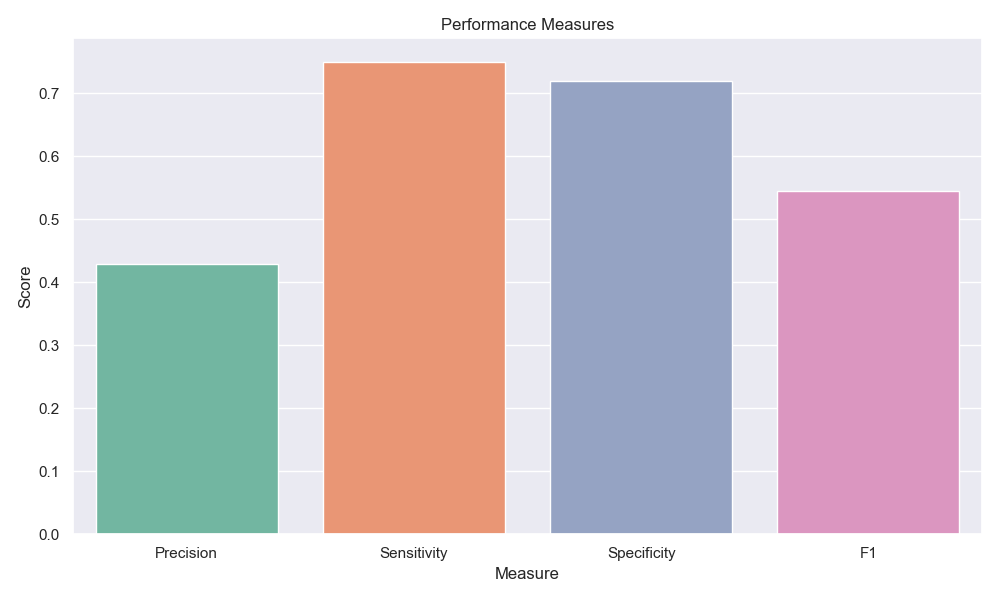 Performance Measures
Score
0.7
0.6
0.5
0.4
0.3
0.2
0.1
0.0
Precision
Sensitivity
Specificity
F1
Measure